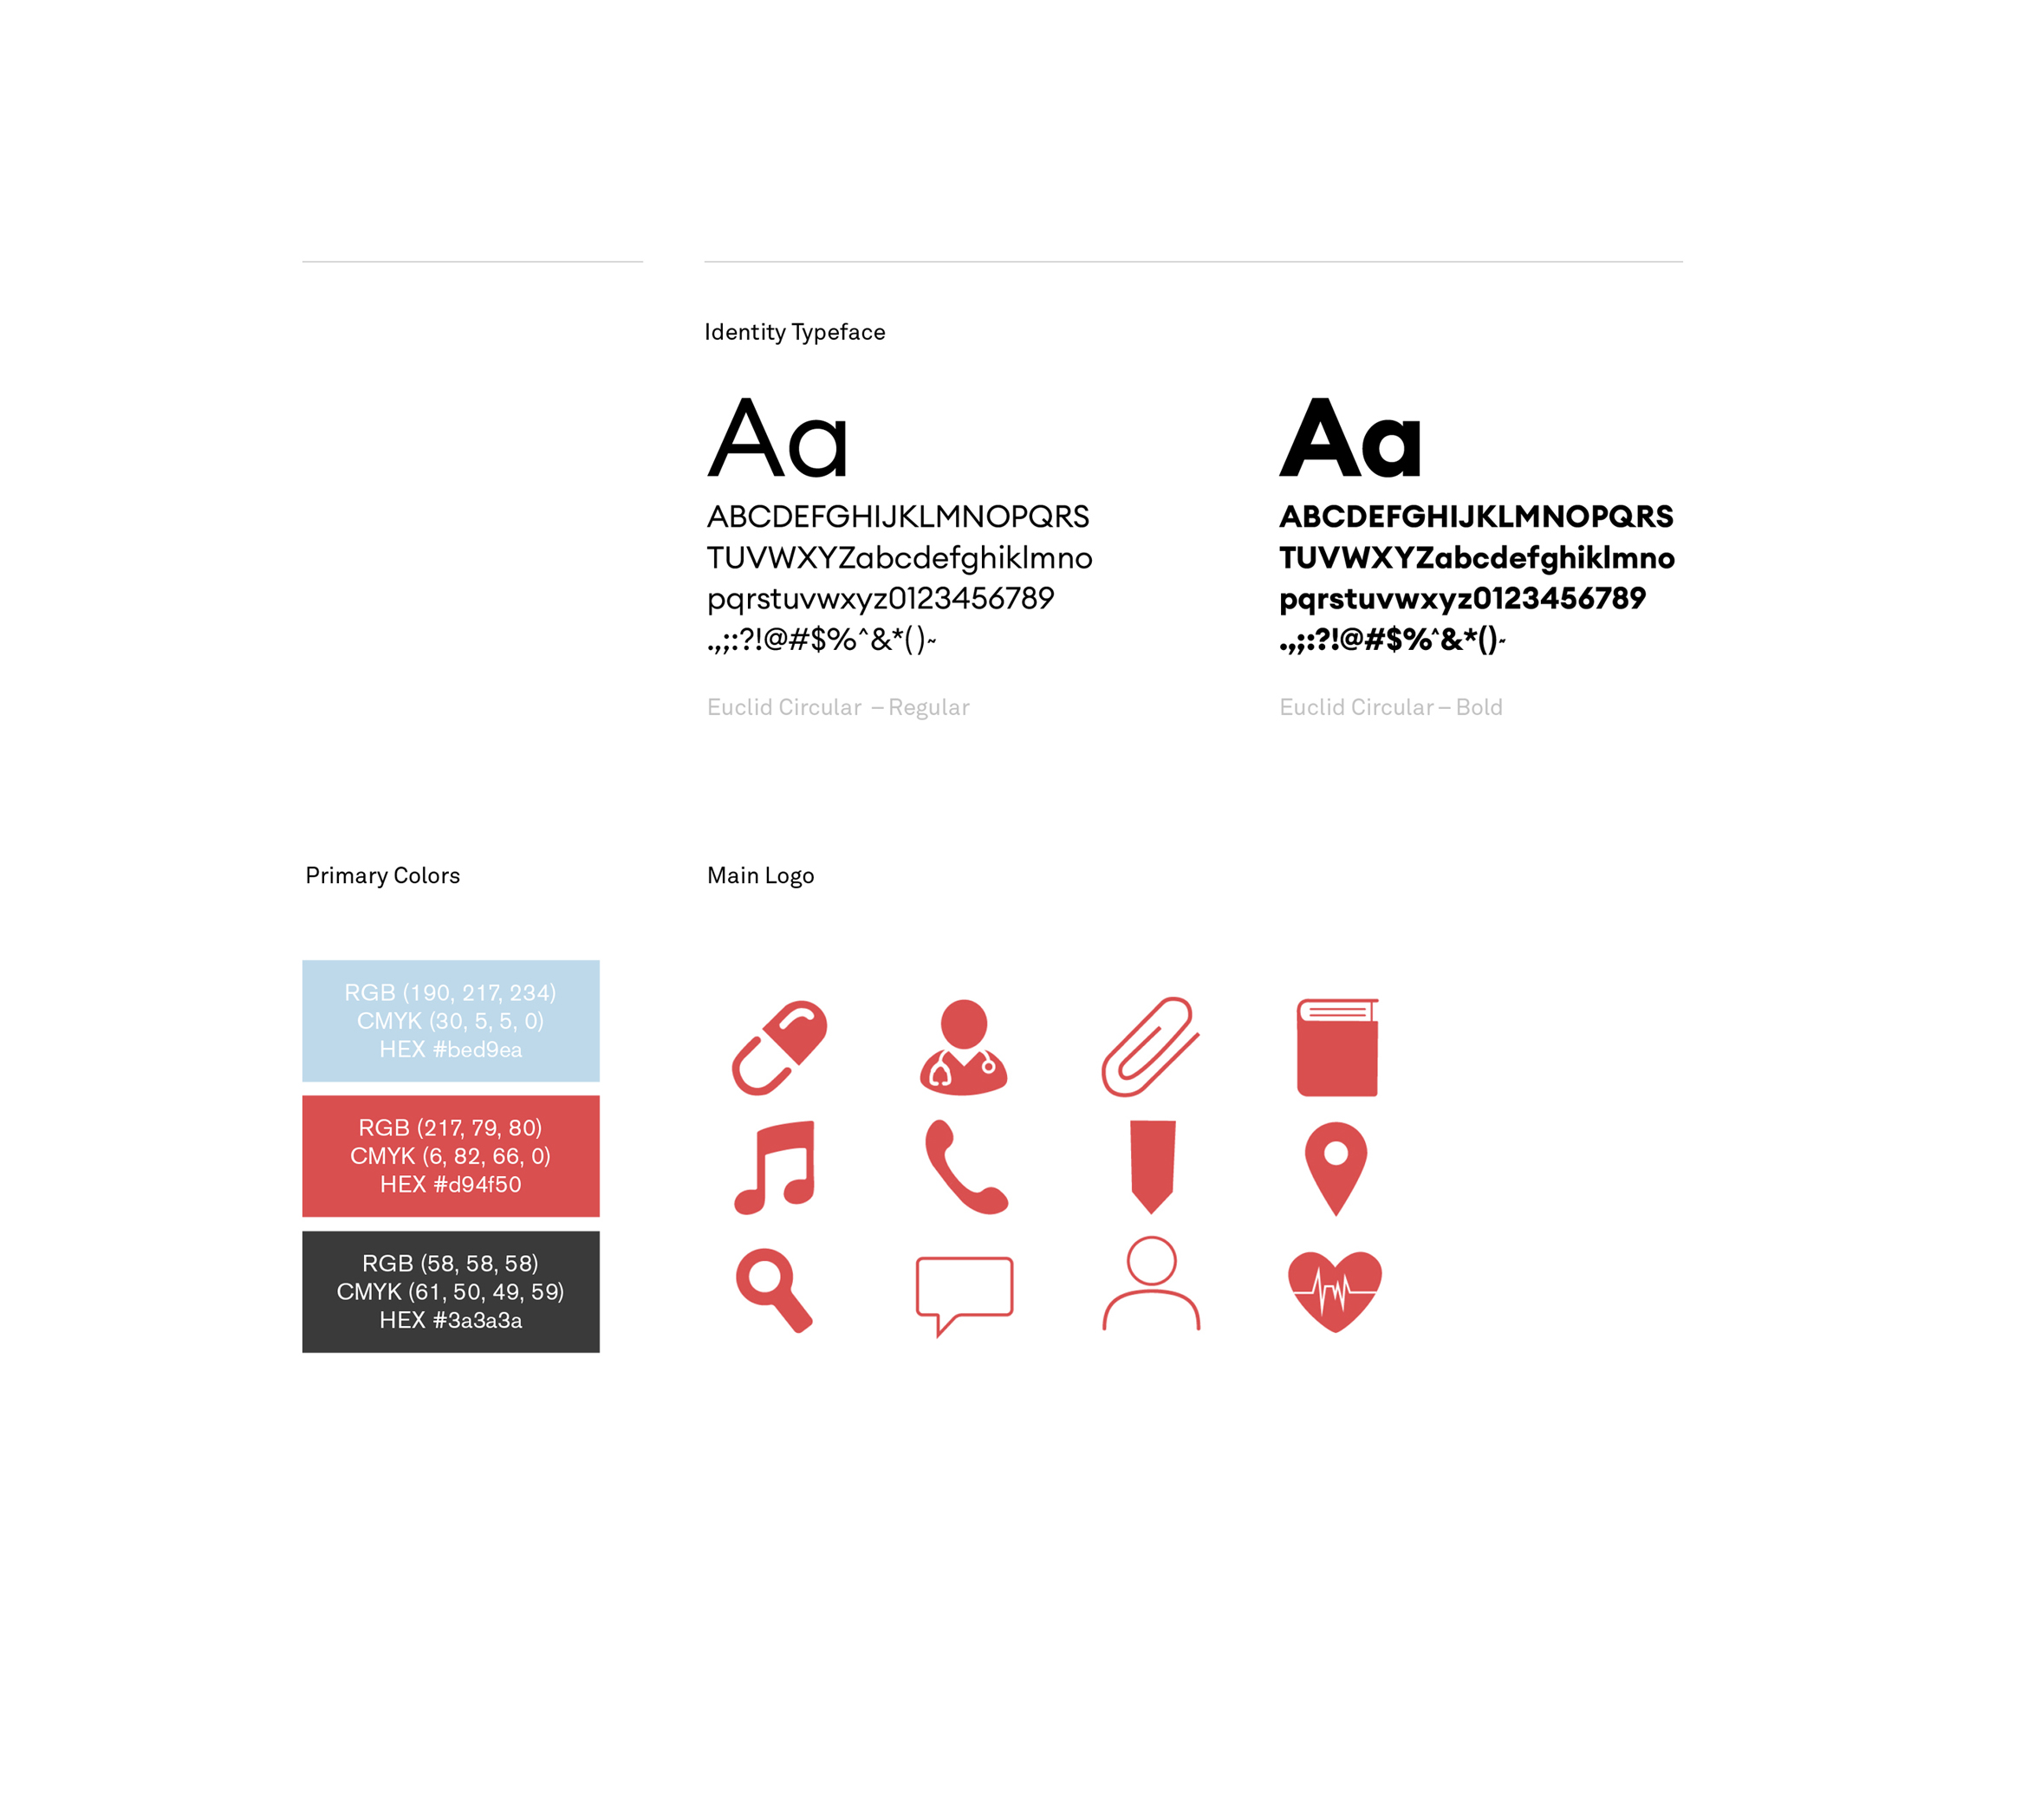 Identity Typeface
Aa
ABCDEFGHIJKLMNOPQRS
TUVWXYZabcdefghiklmno
pqrstuvwxyz0123456789
.,;:?!@#$%^&*()~
Euclid Circular – Regular
Aa
ABCDEFGHIJKLMNOPQRS
TUVWXYZabcdefghiklmno
pqrstuvwxyz0123456789
.,;:?!@#$%^&*()~
Euclid Circular – Bold
Primary Colors
RGB (190, 217, 234)
CMYK (30, 5, 5, 0)
HEX #bed9ea
RGB (217, 79, 80)
CMYK (6, 82, 66, 0)
HEX #d94f50
RGB (58, 58, 58)
CMYK (61, 50, 49, 59)
HEX #3a3a3a
Main Logo